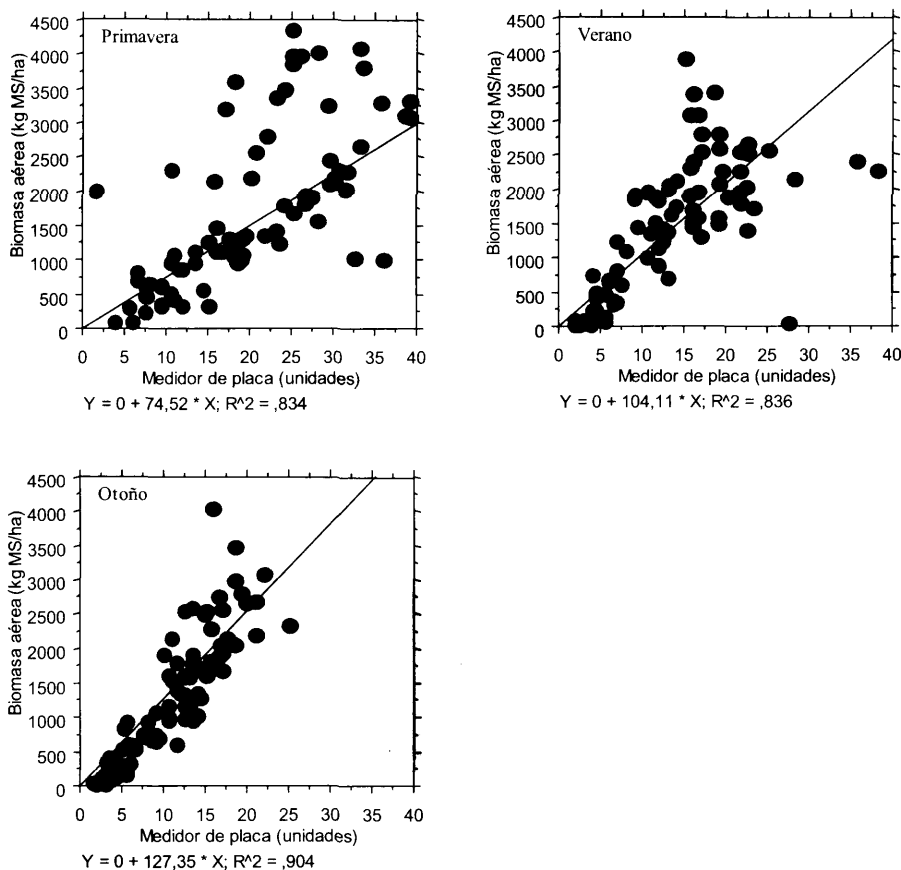 Primavera
Biomasa aérea (kg MS/ha)
4500
4000
3500
3000
2500
2000
1500
1000
500
0
0 5 10 15 20 25 30 35 40
Medidor de placa (unidades)
Y = 0 + 74,52 * X; R^2 = ,834
Verano
Biomasa aérea (kg MS/ha)
4500
4000
3500
3000
2500
2000
1500
1000
500
0
0 5 10 15 20 25 30 35 40
Medidor de placa (unidades)
Y = 0 + 104,11 * X; R^2 = ,836
Otoño
Biomasa aérea (kg MS/ha)
4500
4000
3500
3000
2500
2000
1500
1000
500
0
0 5 10 15 20 25 30 35 40
Medidor de placa (unidades)
Y = 0 + 127,35 * X; R^2 = ,904